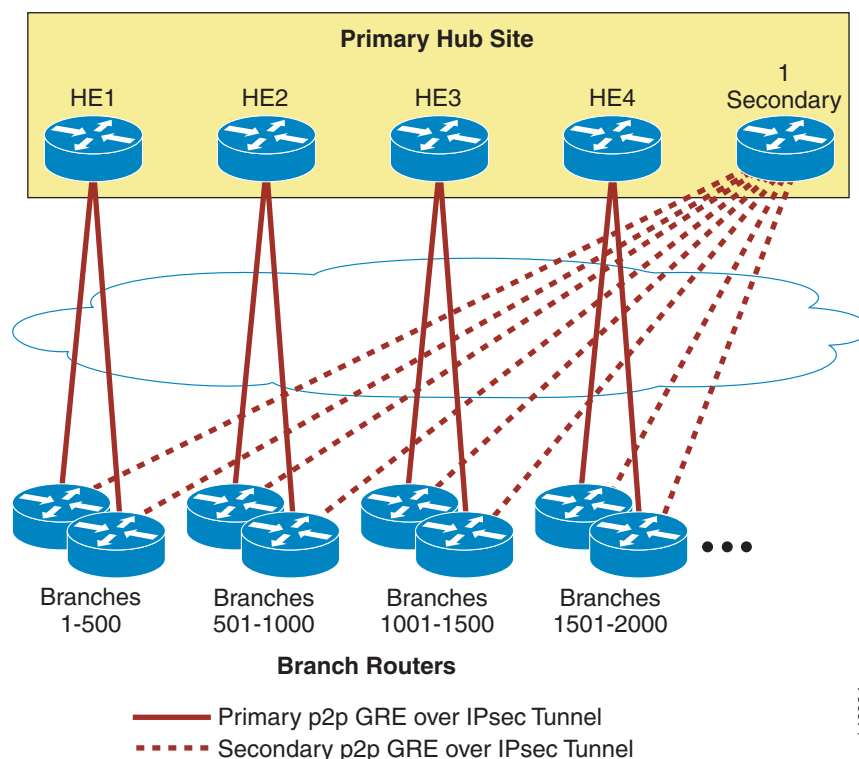 Primary Hub Site
HE1
HE2
HE3
HE4
1
Secondary
Branches
1-500
Branches
501-1000
Branches
1001-1500
Branches
1501-2000
Branch Routers
Primary p2p GRE over IPsec Tunnel
Secondary p2p GRE over IPsec Tunnel